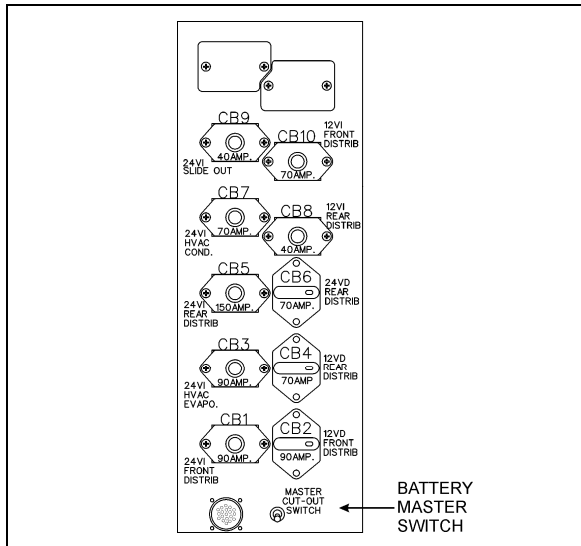 CB9
40AMP.
24VI
SLIDE OUT
CB10
70AMP.
12VI
FRONT
DISTRIB
CB7
70AMP.
24VI
HVAC
COND.
CB8
40AMP.
12VI
REAR
DISTRIB
CB5
150AMP.
24VI
REAR
DISTRIB
CB6
70AMP.
24VD
REAR
DISTRIB
CB3
90AMP.
24VI
HVAC
EVAPO.
CB4
70AMP
12VD
REAR
DISTRIB
CB1
90AMP.
24VI
FRONT
DISTRIB
CB2
90AMP.
12VD
FRONT
DISTRIB
MASTER
CUT-OUT
SWITCH
BATTERY
MASTER
SWITCH